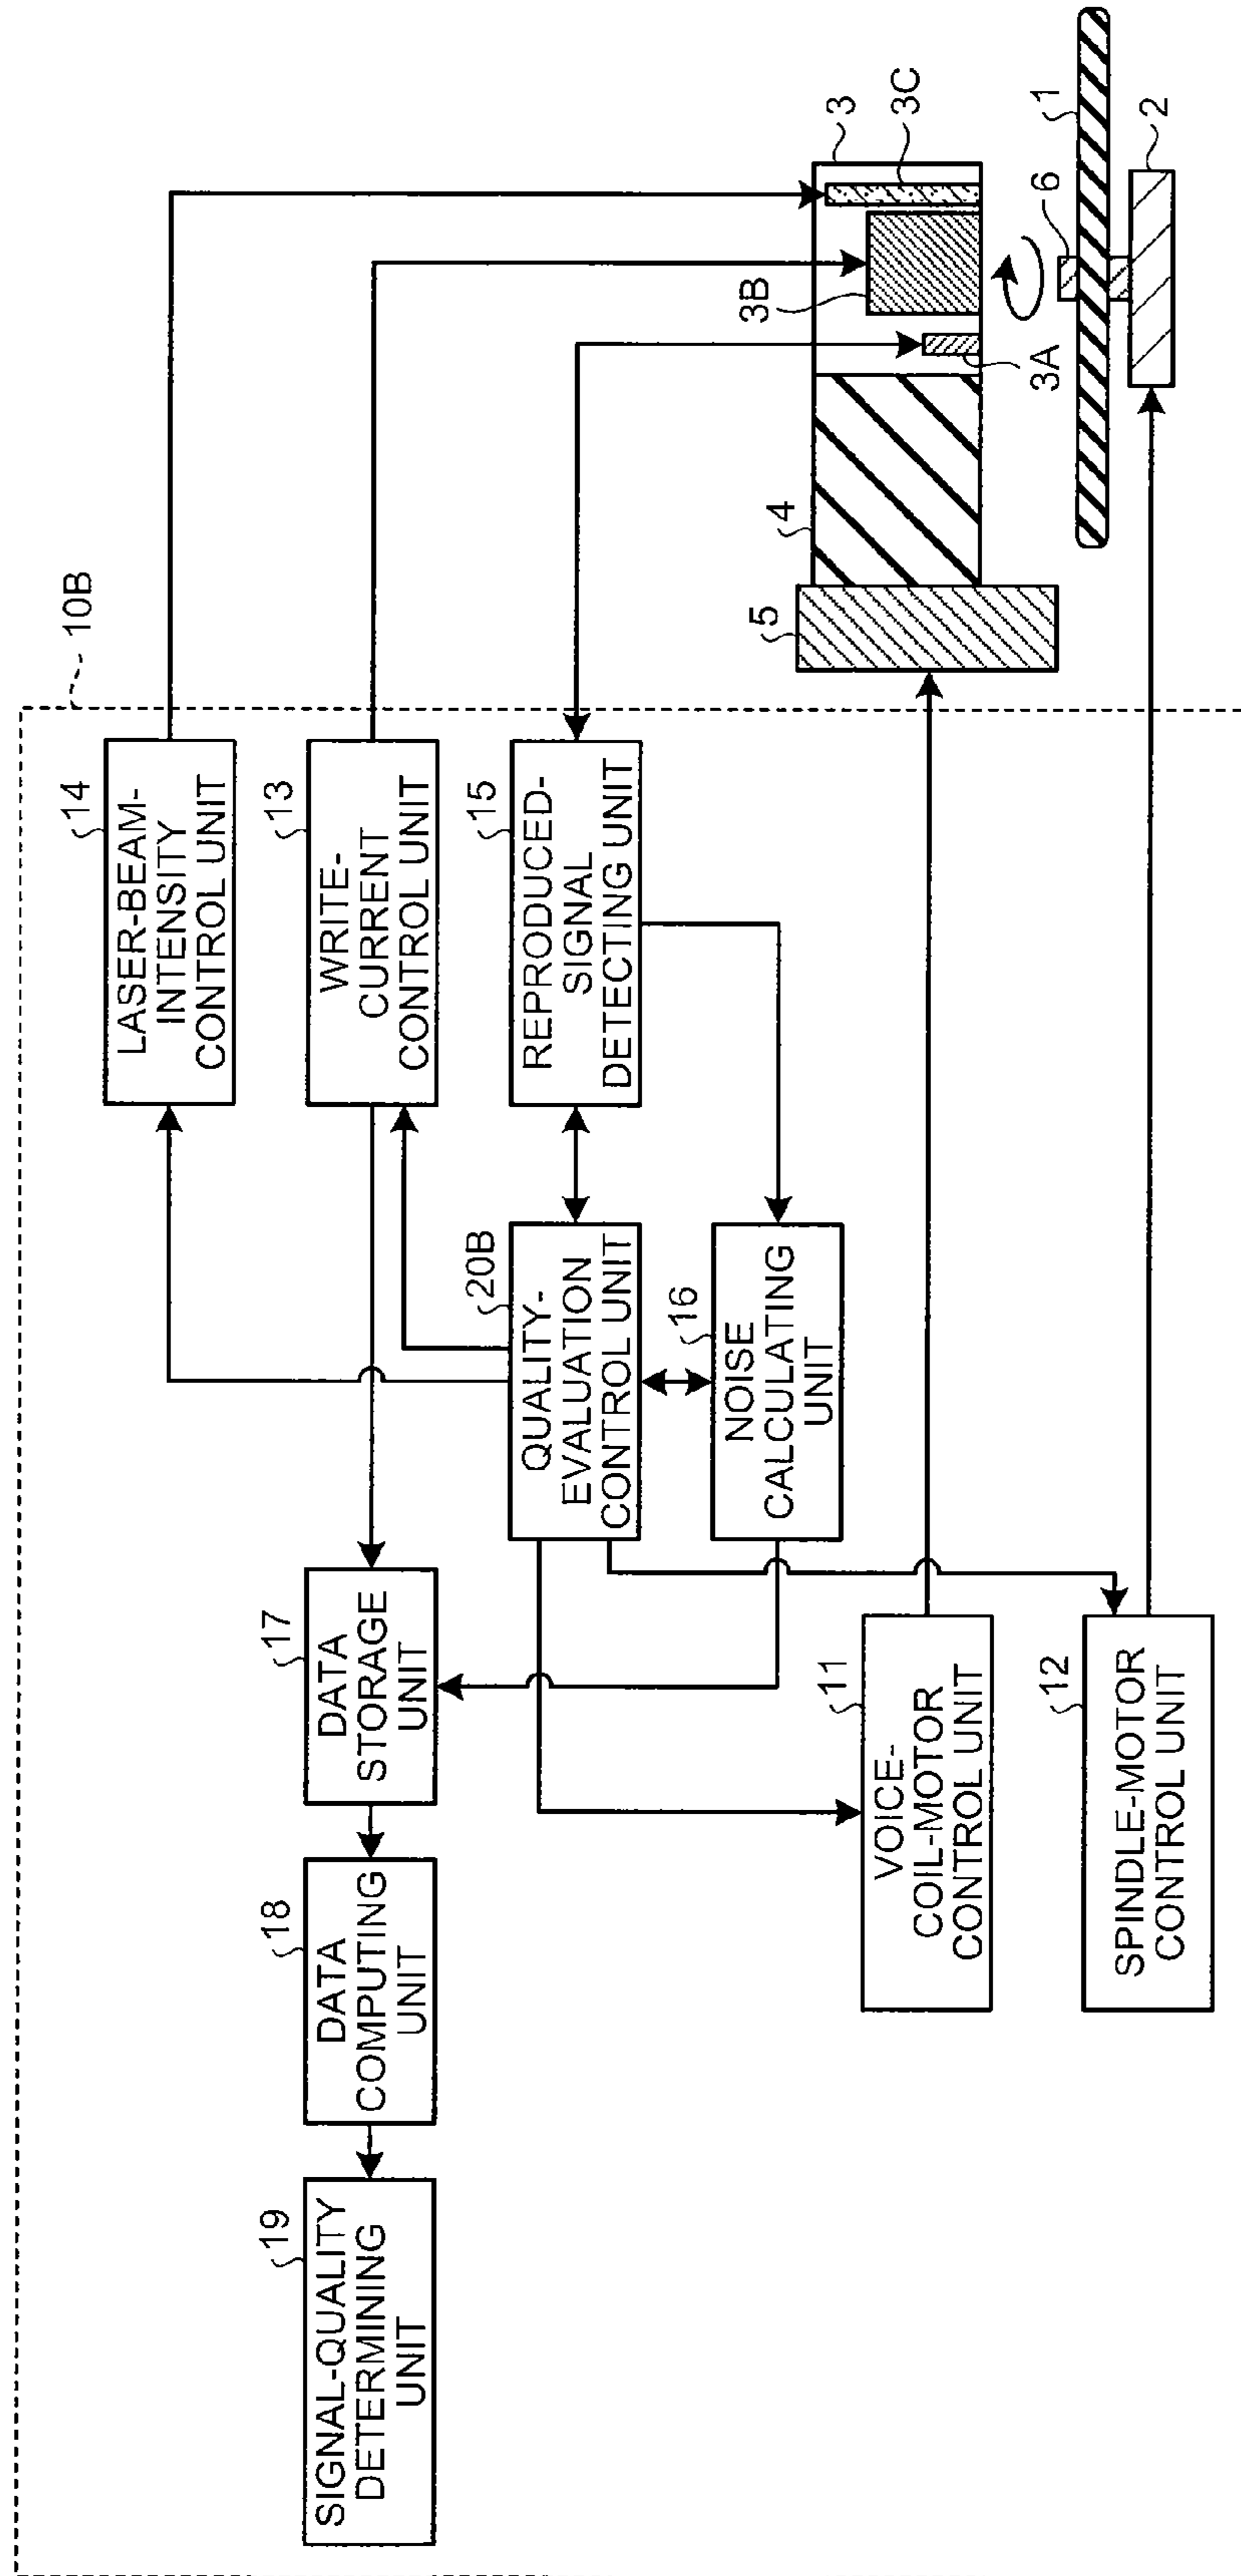 10B
14
LASER-BEAM-
INTENSITY
CONTROL UNIT
19
SIGNAL-QUALITY
DETERMINING
UNIT
18
DATA
COMPUTING
UNIT
17
DATA
STORAGE
UNIT
13
WRITE-
CURRENT
CONTROL UNIT
20B
QUALITY-
EVALUATION
CONTROL UNIT
15
REPRODUCED-
SIGNAL
DETECTING UNIT
16
NOISE
CALCULATING
UNIT
11
VOICE-
COIL-MOTOR
CONTROL UNIT
12
SPINDLE-MOTOR
CONTROL UNIT
5
4
3B
3
3C
3A
6
1
2